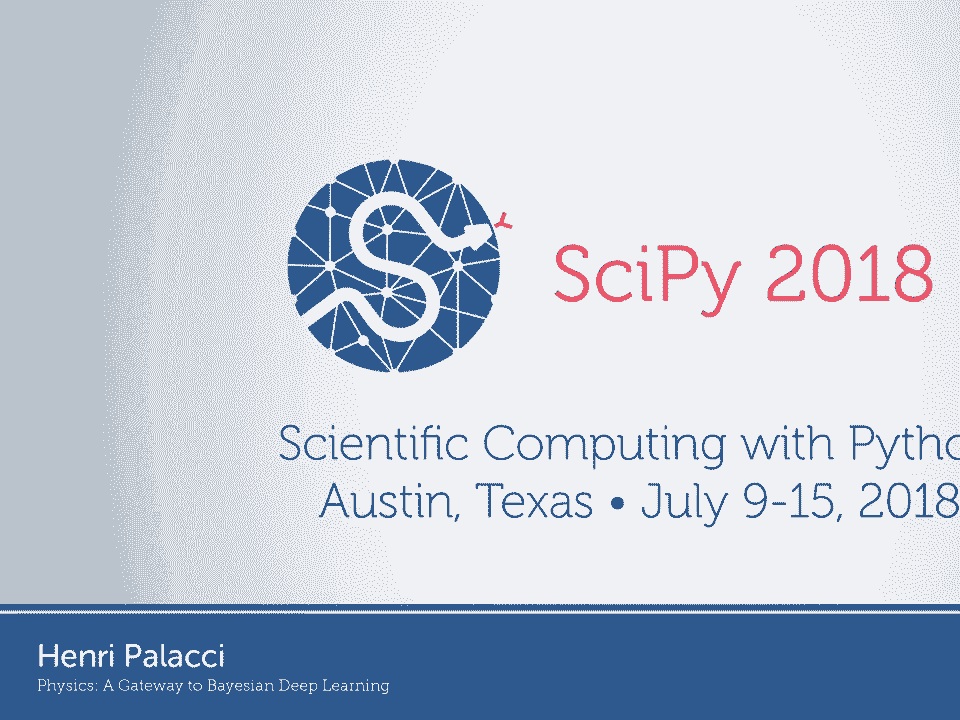 SciPy 2018
Scientific Computing with Pytho
Austin, Texas • July 9-15, 2018
Henri Palacci
Physics: A Gateway to Bayesian Deep Learning